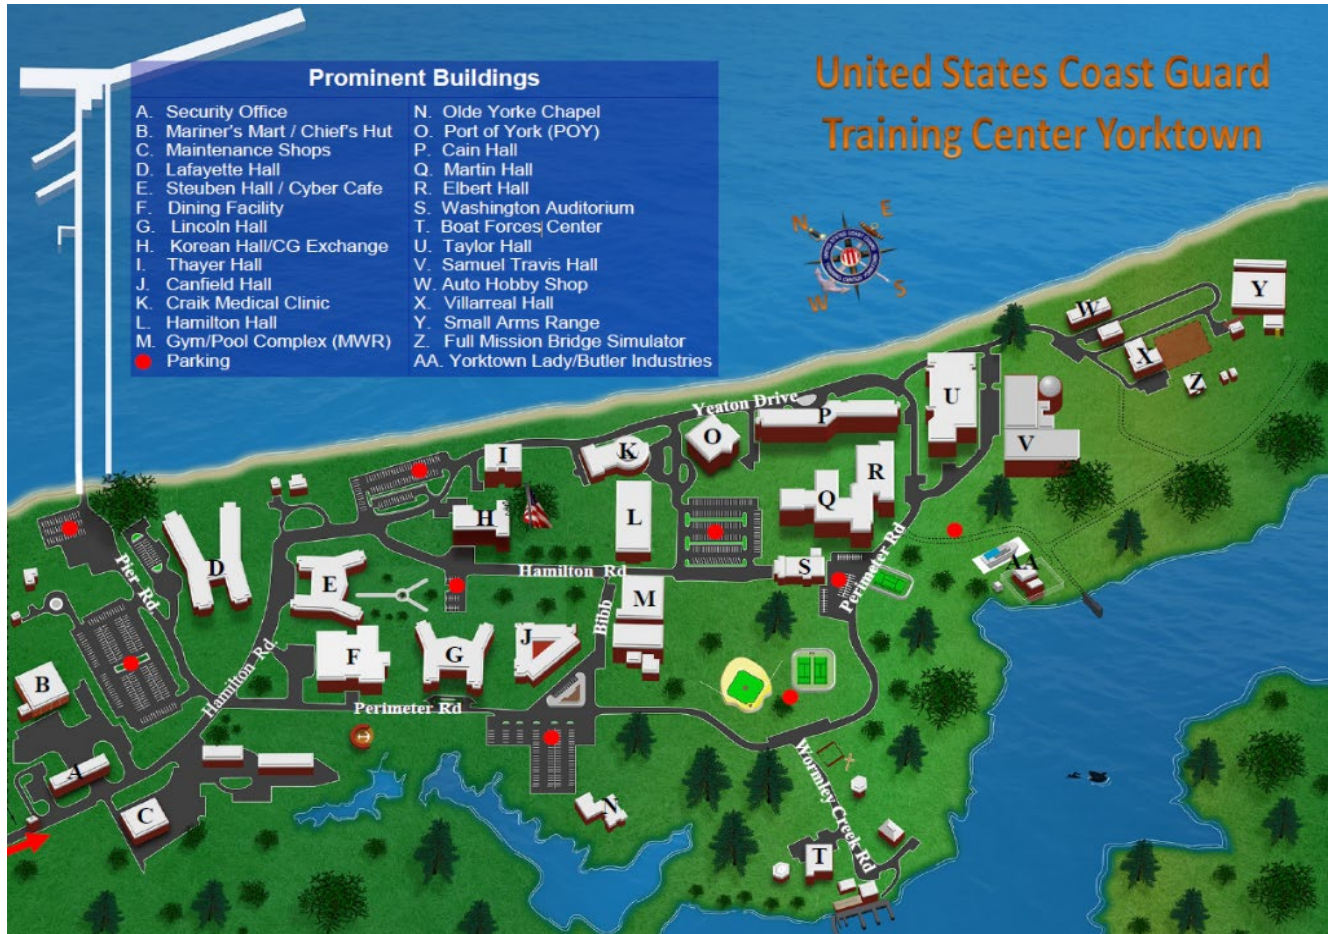 United States Coast Guard
Training Center Yorktown
Prominent Buildings
A. Security Office
B. Mariner's Mart / Chief's Hut
C. Maintenance Shops
D. Lafayette Hall
E. Steuben Hall / Cyber Cafe
F. Dining Facility
G. Lincoln Hall
H. Korean Hall/CG Exchange
I. Thayer Hall
J. Canfield Hall
K. Craik Medical Clinic
L. Hamilton Hall
M. Gym/Pool Complex (MWR)
Parking
N. Olde Yorke Chapel
O. Port of York (POY)
P. Cain Hall
Q. Martin Hall
R. Elbert Hall
S. Washington Auditorium
T. Boat Forces Center
U. Taylor Hall
V. Samuel Travis Hall
W. Auto Hobby Shop
X. Villarreal Hall
Y. Small Arms Range
Z. Full Mission Bridge Simulator
AA. Yorktown Lady/Butler Industries
N
E
W
S
Y
W
X
Z
U
V
Yeaton Drive
P
O
K
I
R
Q
L
H
S
D
E
Hamilton Rd
Perimeter Rd
AA
Pier Rd
M
Bibb
J
G
F
B
Hamilton Rd
Perimeter Rd
A
C
N
Wormley Creek Rd
T